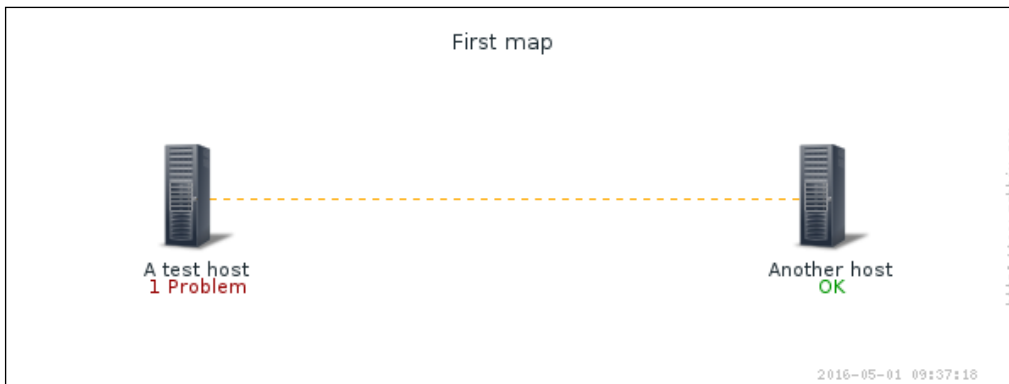 First map
A test host
1 Problem
Another host
OK
2016-05-01 09:37:18